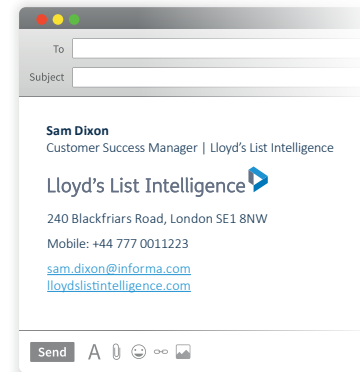 To
Subject
Sam Dixon
Customer Success Manager | Lloyd's List Intelligence
Lloyd's List Intelligence
240 Blackfriars Road, London SE1 8NW
Mobile: +44 777 0011223
sam.dixon@informa.com
lloydslistintelligence.com
Send A